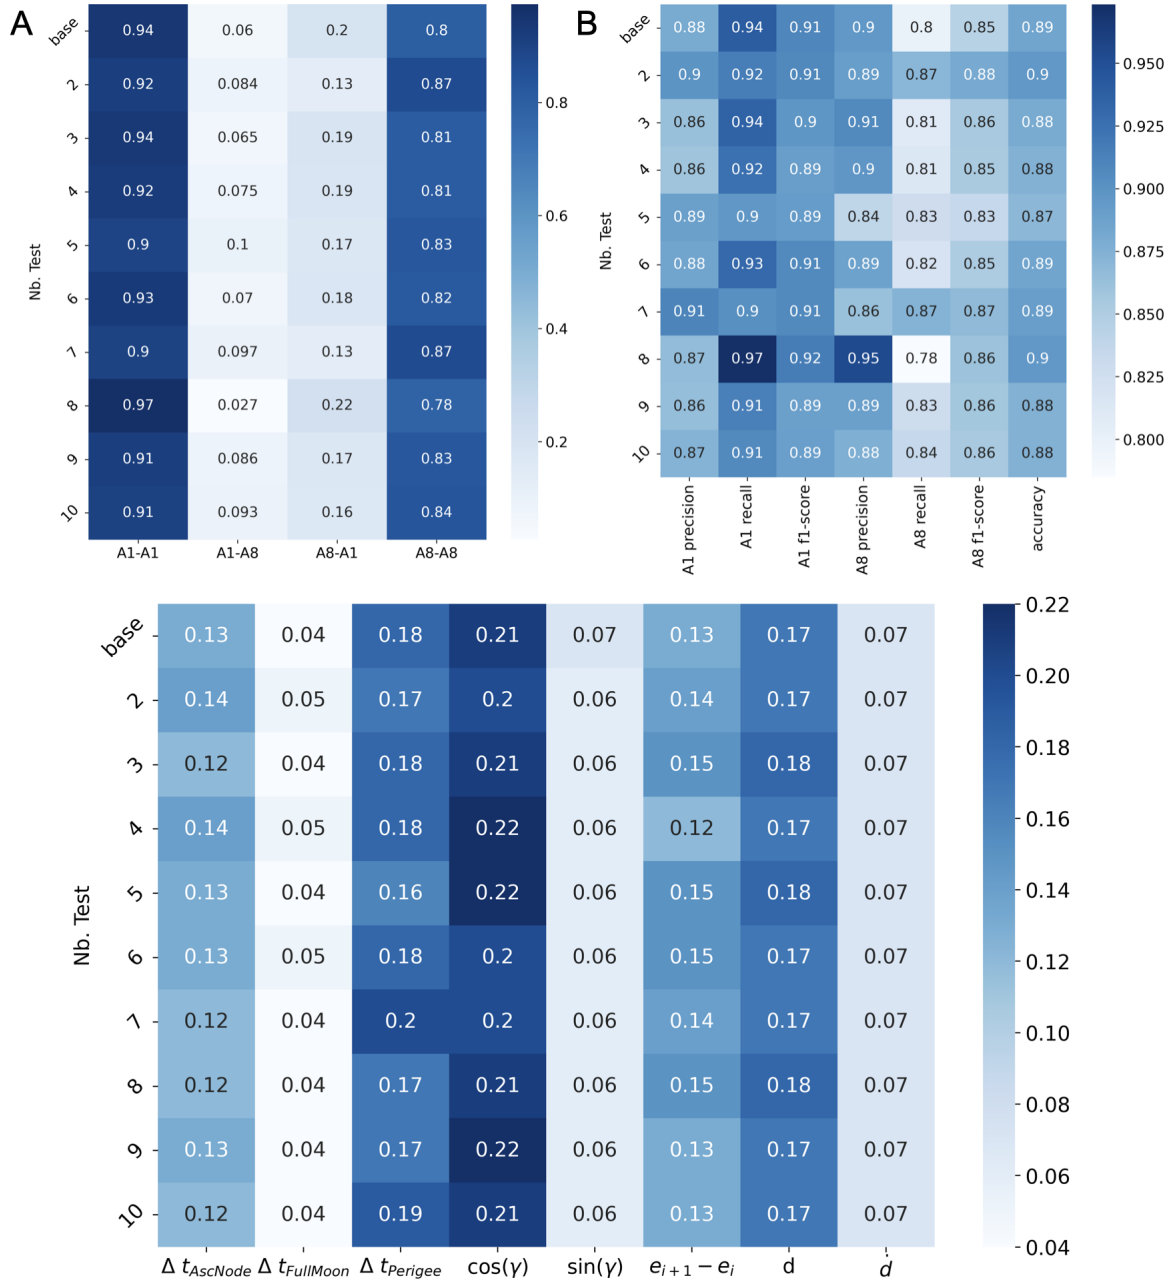 A
base 0.94 0.06 0.2 0.8
2 0.92 0.084 0.13 0.87
3 0.94 0.065 0.19 0.81
4 0.92 0.075 0.19 0.81
5 0.9 0.1 0.17 0.83
6 0.93 0.07 0.18 0.82
7 0.9 0.097 0.13 0.87
8 0.97 0.027 0.22 0.78
9 0.91 0.086 0.17 0.83
10 0.91 0.093 0.16 0.84
Nb. Test
A1-A1 A1-A8 A8-A1 A8-A8
0.8
0.6
0.4
0.2
B
base 0.88 0.94 0.91 0.9 0.8 0.85 0.89
2 0.9 0.92 0.91 0.89 0.87 0.88 0.9
3 0.86 0.94 0.9 0.91 0.81 0.86 0.88
4 0.86 0.92 0.89 0.9 0.81 0.85 0.88
5 0.89 0.9 0.89 0.84 0.83 0.83 0.87
6 0.88 0.93 0.91 0.89 0.82 0.85 0.89
7 0.91 0.9 0.91 0.86 0.87 0.87 0.89
8 0.87 0.97 0.92 0.95 0.78 0.86 0.9
9 0.86 0.91 0.89 0.89 0.83 0.86 0.88
10 0.87 0.91 0.89 0.88 0.84 0.86 0.88
Nb. Test
A1 precision
A1 recall
A1 f1-score
A8 precision
A8 recall
A8 f1-score
accuracy
0.950
0.925
0.900
0.875
0.850
0.825
0.800
base 0.13 0.04 0.18 0.21 0.07 0.13 0.17 0.07
2 0.14 0.05 0.17 0.2 0.06 0.14 0.17 0.07
3 0.12 0.04 0.18 0.21 0.06 0.15 0.18 0.07
4 0.14 0.05 0.18 0.22 0.06 0.12 0.17 0.07
5 0.13 0.04 0.16 0.22 0.06 0.15 0.18 0.07
6 0.13 0.05 0.18 0.2 0.06 0.15 0.17 0.07
7 0.12 0.04 0.2 0.2 0.06 0.14 0.17 0.07
8 0.12 0.04 0.17 0.21 0.06 0.15 0.18 0.07
9 0.13 0.04 0.17 0.22 0.06 0.13 0.17 0.07
10 0.12 0.04 0.19 0.21 0.06 0.13 0.17 0.07
Nb. Test
Δ t_AscNode Δ t_FullMoon Δ t_Perigee cos(γ) sin(γ) e_{i+1} − e_i d ḋ
0.22
0.20
0.18
0.16
0.14
0.12
0.10
0.08
0.06
0.04